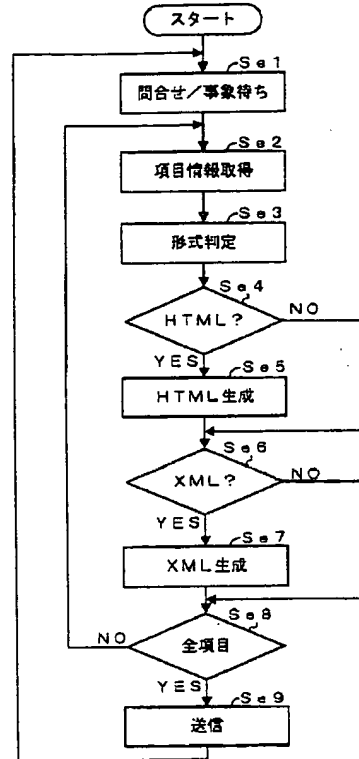 スタート
Se1
問合せ/事象待ち
Se2
項目情報取得
Se3
形式判定
Se4
HTML?
NO
YES
Se5
HTML生成
Se6
XML?
NO
YES
Se7
XML生成
Se8
NO
全項目
YES
Se9
送信